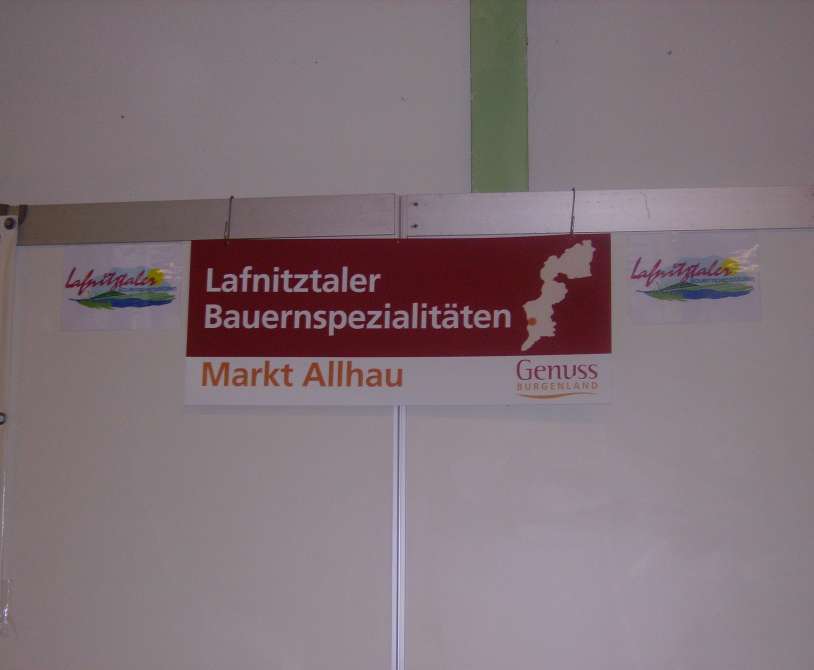 Lafnitztaler
Lafnitztaler
Bauernspezialitäten
Markt Allhau
Genuss
BURGENLAND
Lafnitztaler